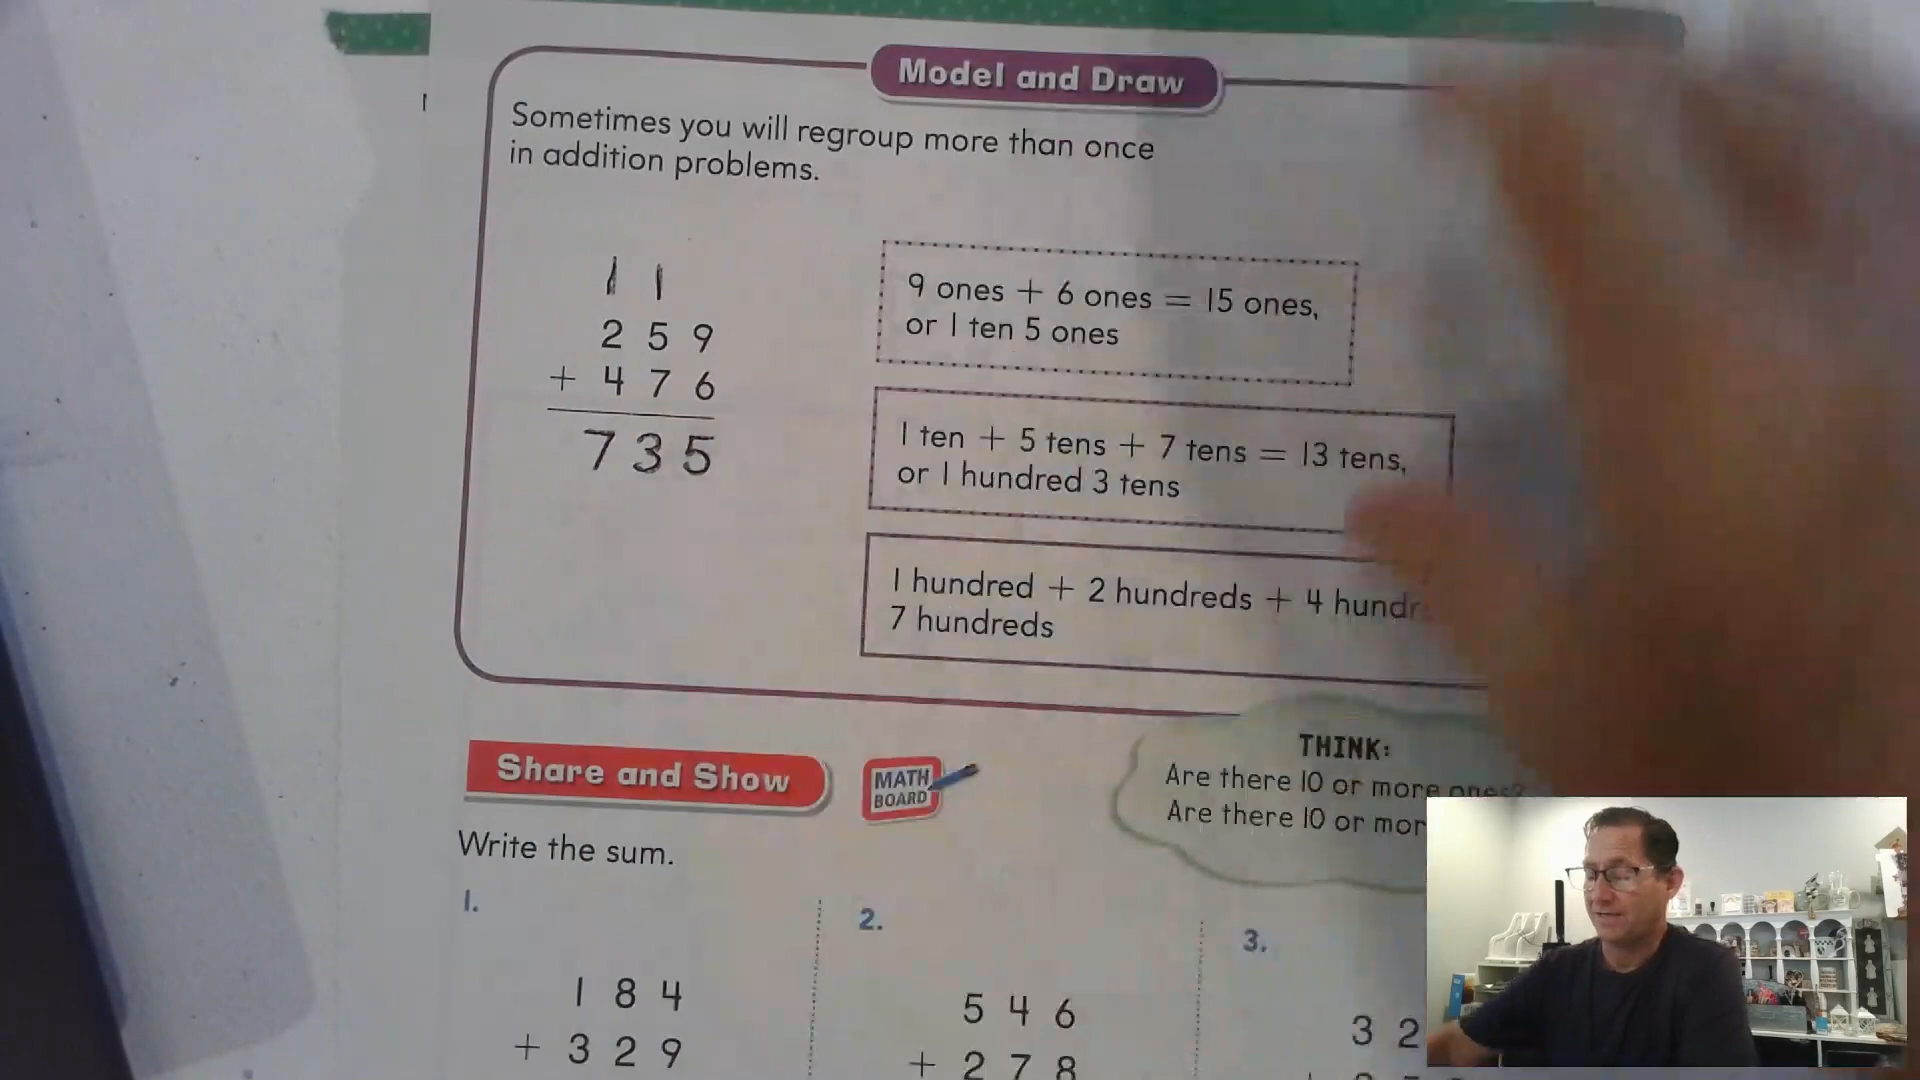 Model and Draw
Sometimes you will regroup more than once
in addition problems.
1 1
2 5 9
+ 4 7 6
7 3 5
9 ones + 6 ones = 15 ones,
or 1 ten 5 ones
1 ten + 5 tens + 7 tens = 13 tens,
or 1 hundred 3 tens
1 hundred + 2 hundreds + 4
7 hundreds
Share and Show
MATH
BOARD
THINK:
Are there 10 or more ones?
Are there 10 or
Write the sum.
1.
1 8 4
+ 3 2 9
2.
5 4 6
+ 2 7 8
3.
3 2